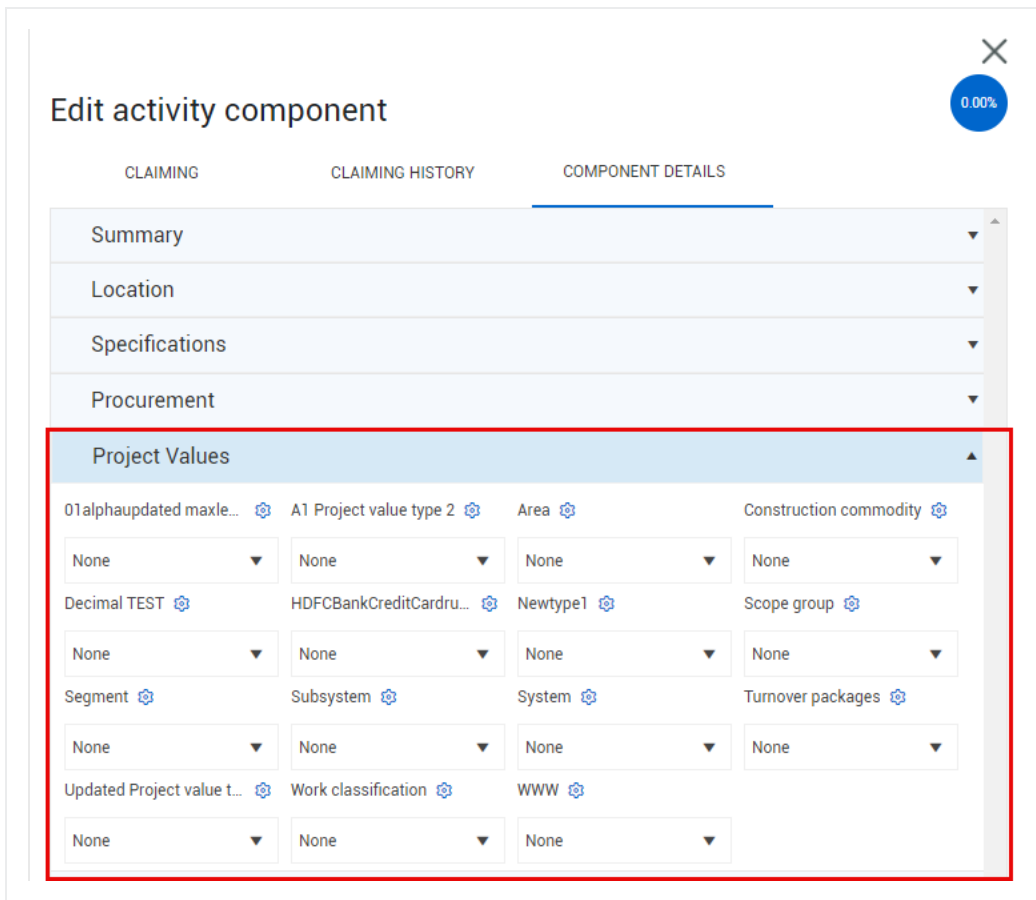 0.00%
Edit activity component
CLAIMING CLAIMING HISTORY COMPONENT DETAILS
Summary
Location
Specifications
Procurement
Project Values
01alphaupdated maxle... A1 Project value type 2 Area Construction commodity
None None None None
Decimal TEST HDFCBankCreditCardru... Newtype1 Scope group
None None None None
Segment Subsystem System Turnover packages
None None None None
Updated Project value t... Work classification WWW
None None None